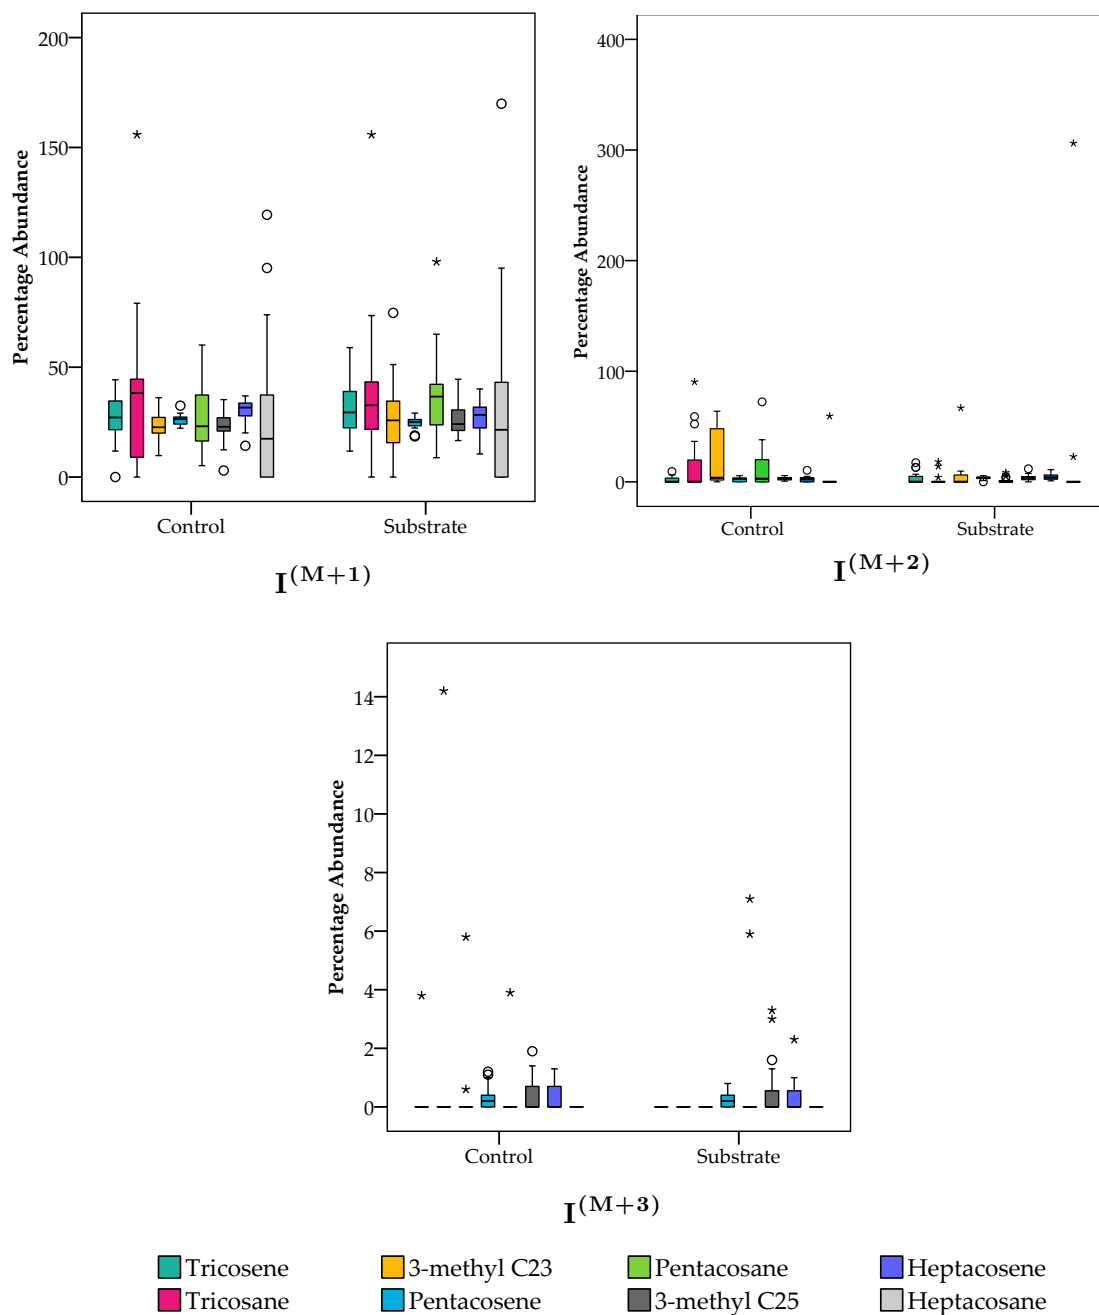 200
150
100
50
0
Percentage Abundance
Control Substrate
I(M+1)
400
300
200
100
0
Percentage Abundance
Control Substrate
I(M+2)
14
12
10
8
6
4
2
0
Percentage Abundance
Control Substrate
I(M+3)
Tricosene 3-methyl C23 Pentacosane Heptacosene
Tricosane Pentacosene 3-methyl C25 Heptacosane